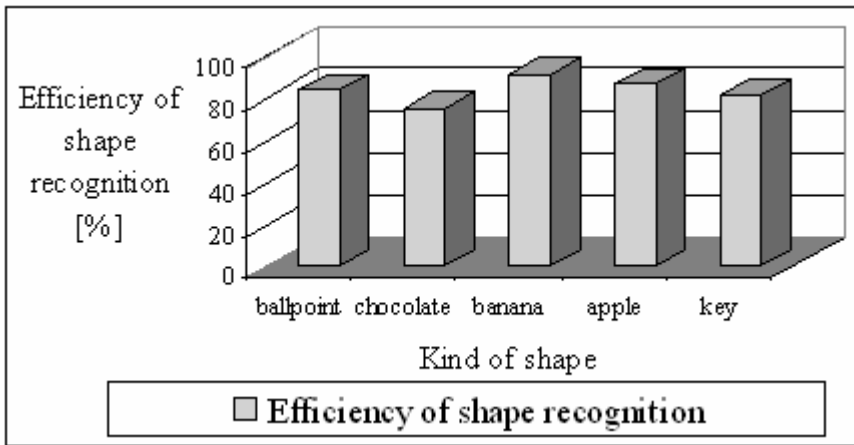 Efficiency of
shape
recognition
[%]
100
80
60
40
20
0
ballpoint chocolate banana apple key
Kind of shape
Efficiency of shape recognition